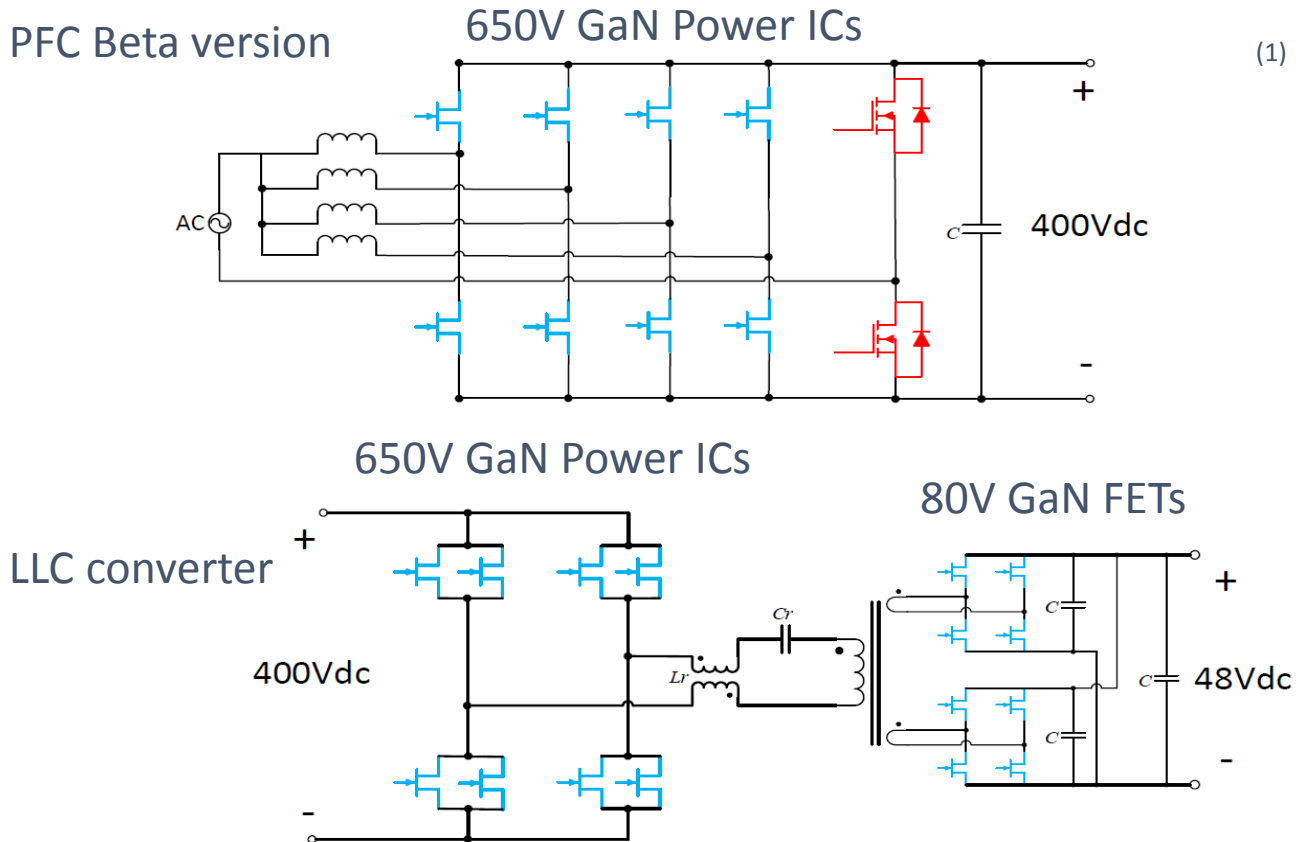 PFC Beta version
650V GaN Power ICs
(1)
+
AC
C
400Vdc
-
650V GaN Power ICs
80V GaN FETs
LLC converter
+
400Vdc
-
Lr
Cr
C
C
C
+
48Vdc
-